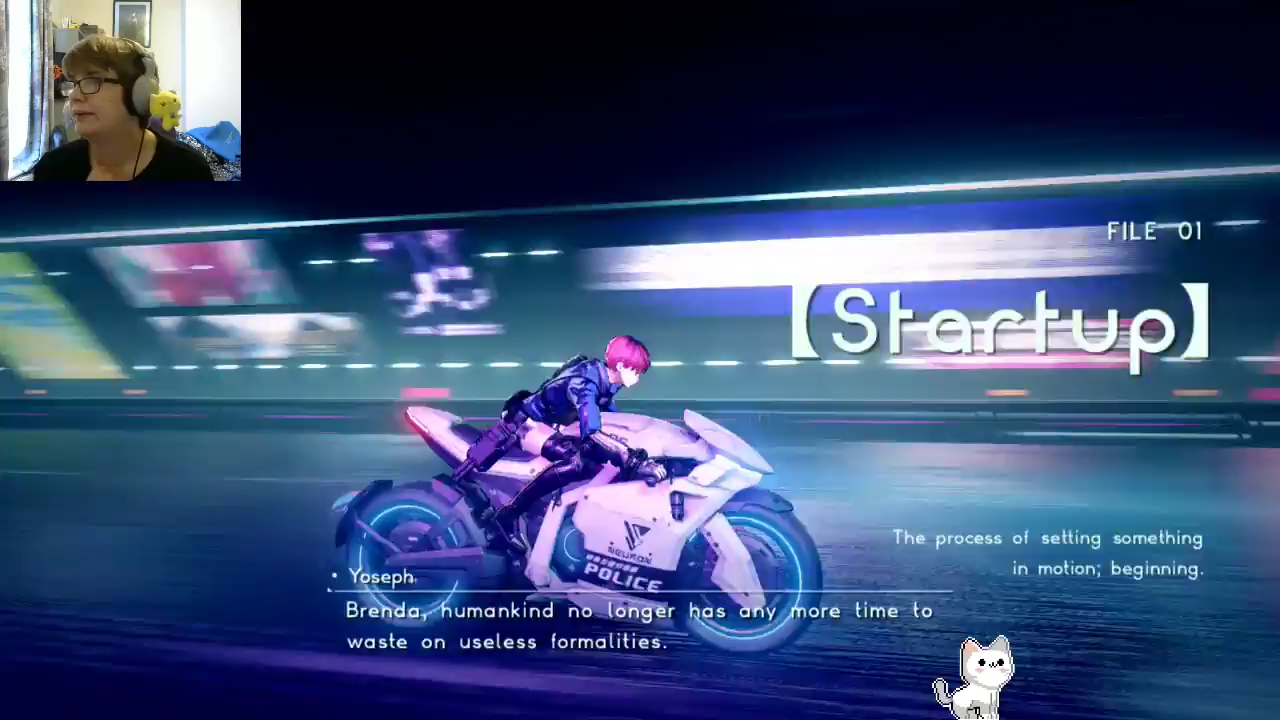 FILE 01
【Startup】
The process of setting something
in motion; beginning.
NEURON
POLICE
Yoseph
Brenda, humankind no longer has any more time to
waste on useless formalities.